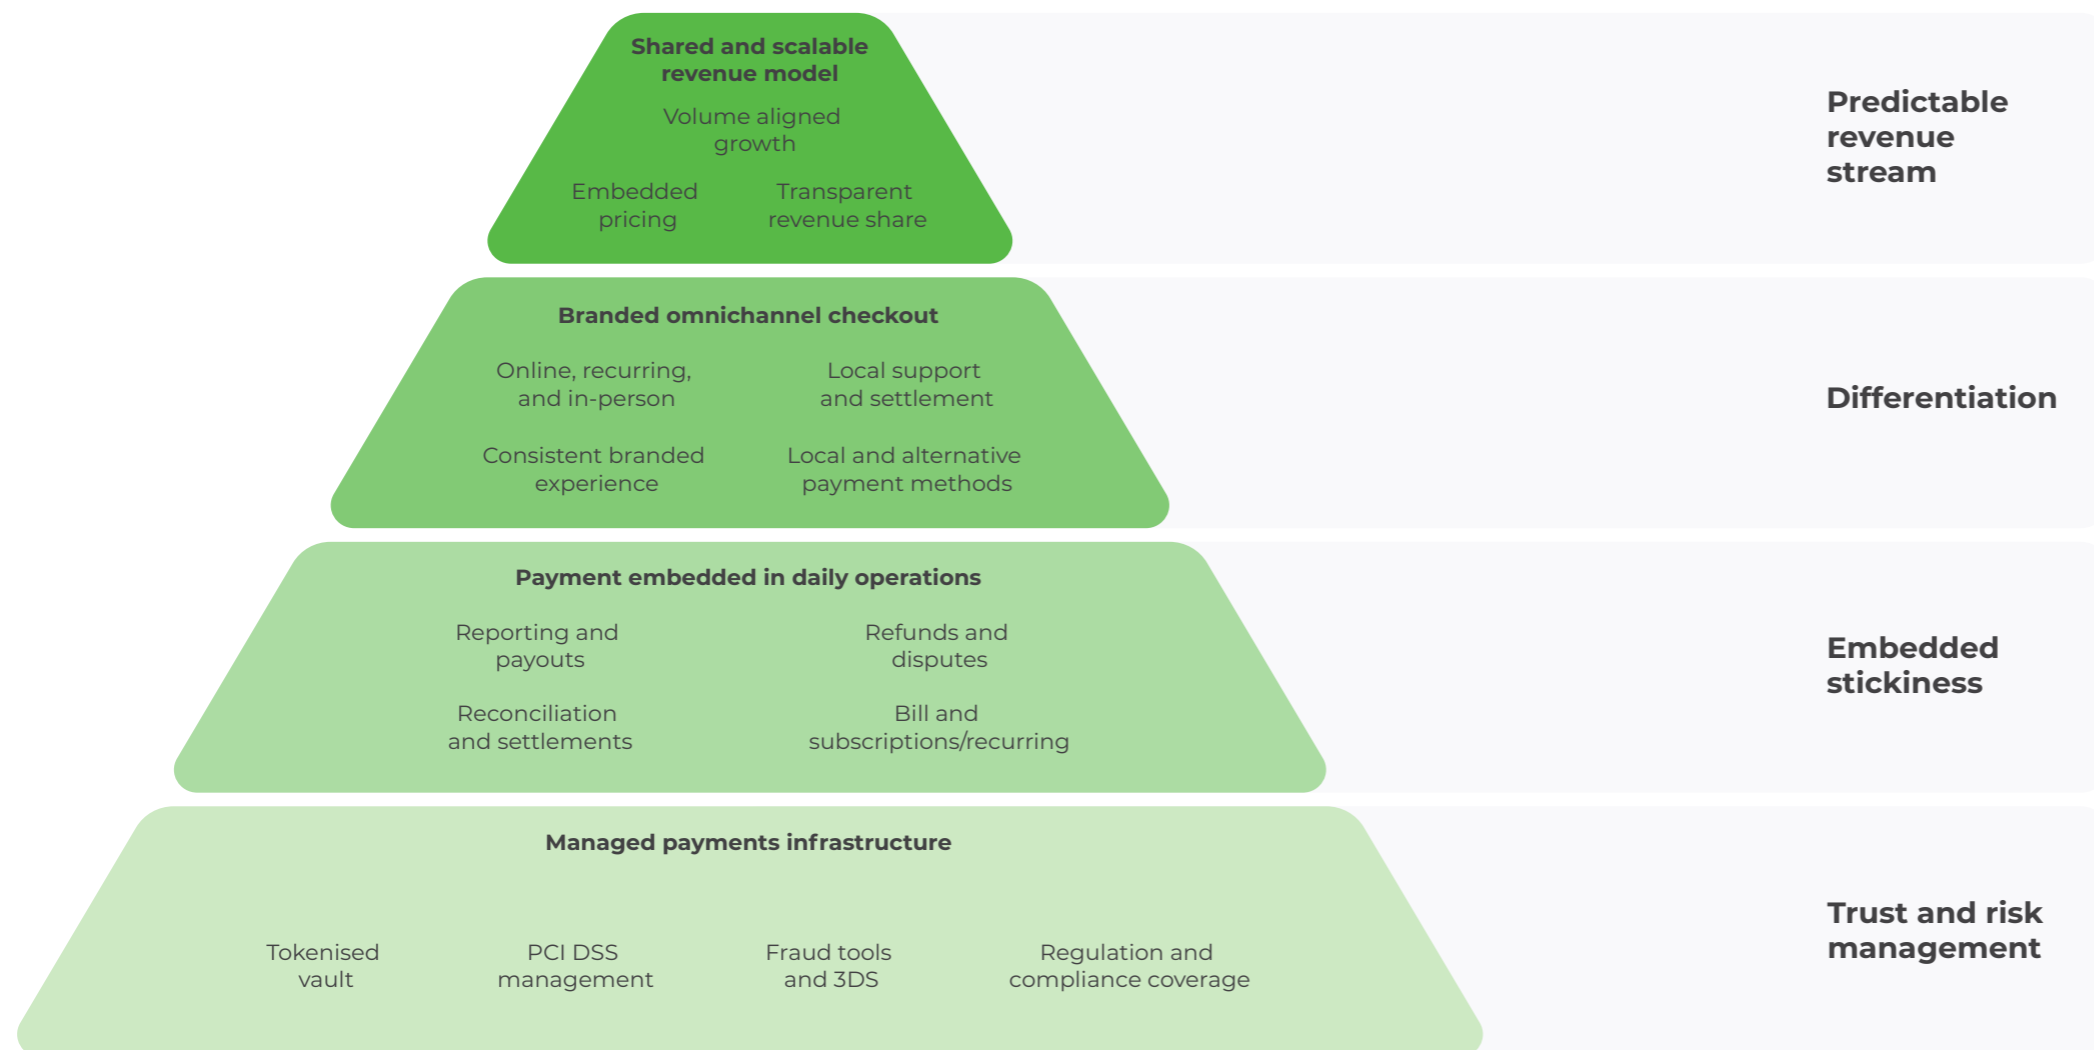 Shared and scalable
revenue model
Volume aligned
growth
Embedded
pricing
Transparent
revenue share
Predictable
revenue
stream
Branded omnichannel checkout
Online, recurring,
and in-person
Local support
and settlement
Consistent branded
experience
Local and alternative
payment methods
Differentiation
Payment embedded in daily operations
Reporting and
payouts
Refunds and
disputes
Reconciliation
and settlements
Bill and
subscriptions/recurring
Embedded
stickiness
Managed payments infrastructure
Tokenised
vault
PCI DSS
management
Fraud tools
and 3DS
Regulation and
compliance coverage
Trust and risk
management